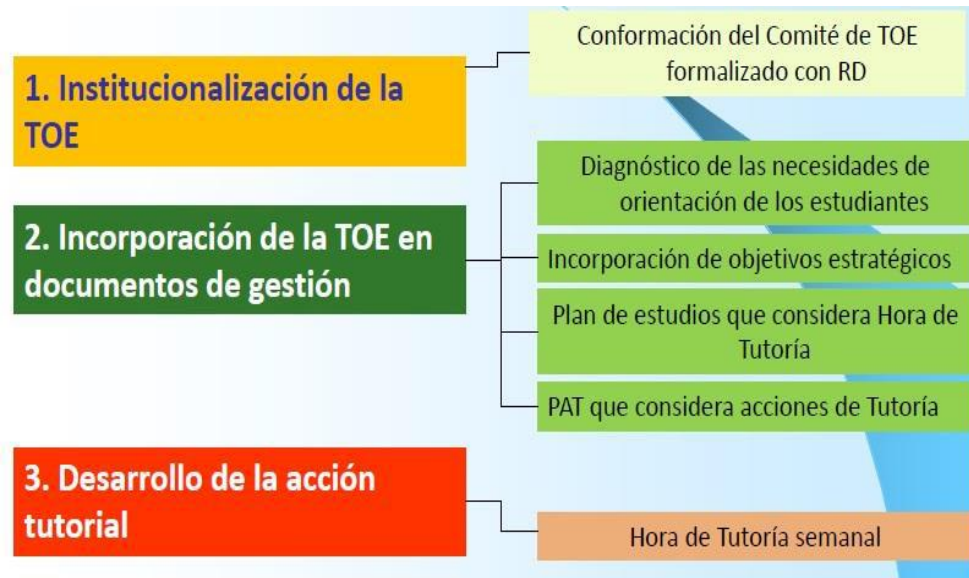 Conformación del Comité de TOE
formalizado con RD
1. Institucionalización de la
TOE
Diagnóstico de las necesidades de
orientación de los estudiantes
2. Incorporación de la TOE en
documentos de gestión
Incorporación de objetivos estratégicos
Plan de estudios que considera Hora de
Tutoría
PAT que considera acciones de Tutoría
3. Desarrollo de la acción
tutorial
Hora de Tutoría semanal